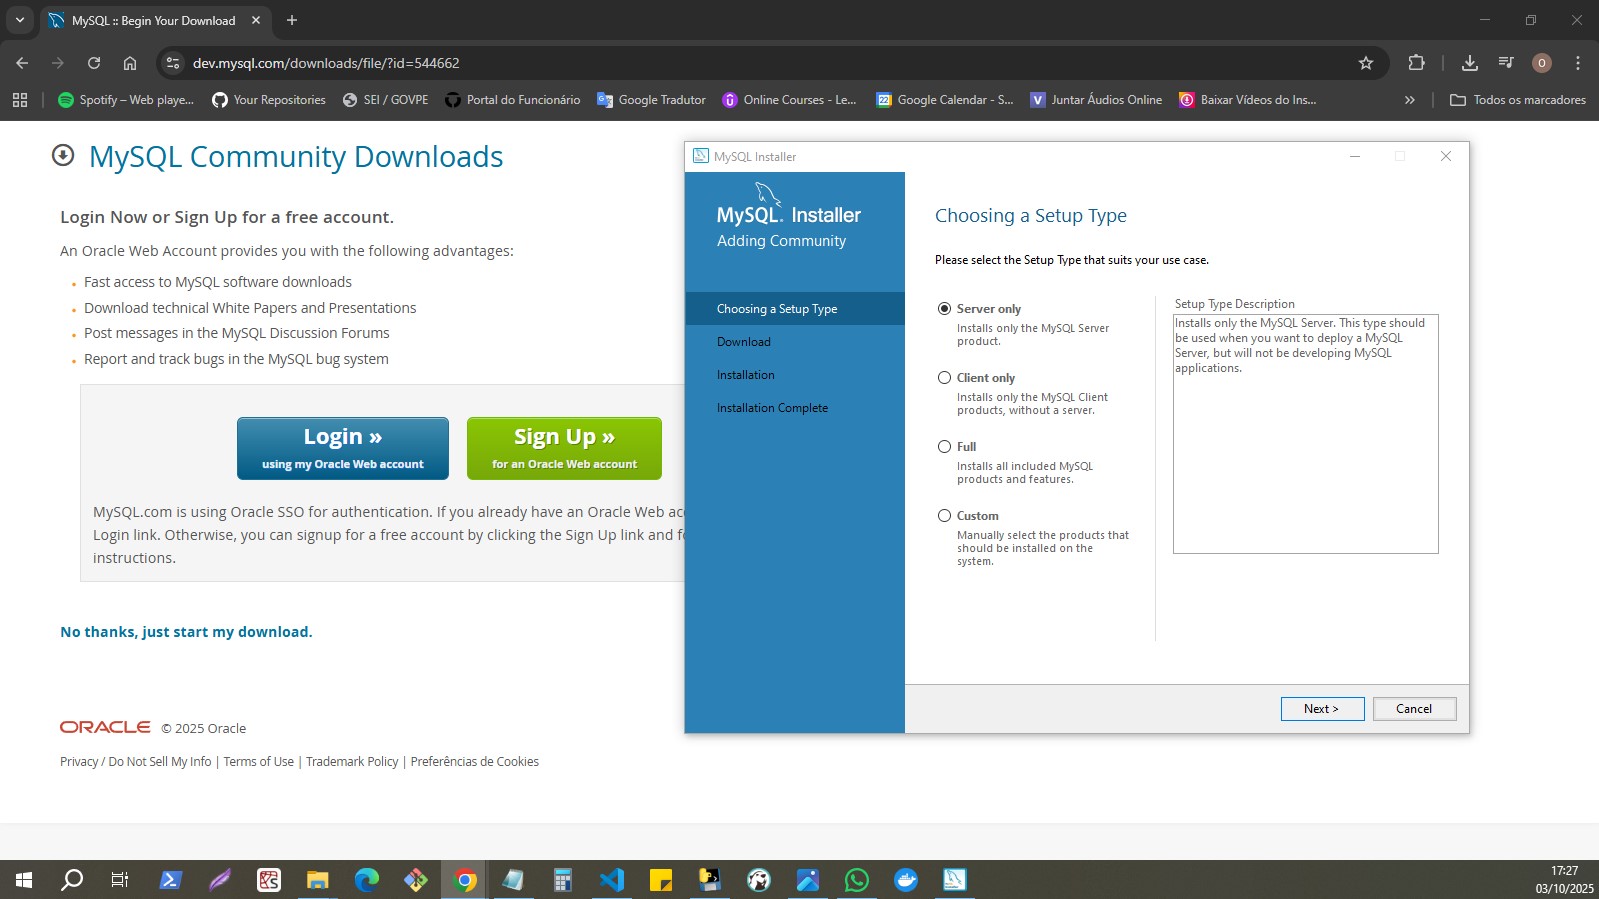 MySQL :: Begin Your Download
dev.mysql.com/downloads/file/?id=544662
O
Spotify – Web playe...
Your Repositories
SEI / GOVPE
Portal do Funcionário
Google Tradutor
Online Courses - Le...
Google Calendar - S...
Juntar Áudios Online
Baixar Vídeos do Ins...
»
Todos os marcadores
MySQL Community Downloads
Login Now or Sign Up for a free account.
An Oracle Web Account provides you with the following advantages:
Fast access to MySQL software downloads
Download technical White Papers and Presentations
Post messages in the MySQL Discussion Forums
Report and track bugs in the MySQL bug system
Login »
using my Oracle Web account
Sign Up »
for an Oracle Web account
MySQL.com is using Oracle SSO for authentication. If you already have an Oracle Web
Login link. Otherwise, you can signup for a free account by clicking the Sign Up link and
instructions.
No thanks, just start my download.
ORACLE © 2025 Oracle
Privacy / Do Not Sell My Info | Terms of Use | Trademark Policy | Preferências de Cookies
MySQL Installer
MySQL. Installer
Adding Community
Choosing a Setup Type
Download
Installation
Installation Complete
Choosing a Setup Type
Please select the Setup Type that suits your use case.
Server only
Installs only the MySQL Server
product.
Client only
Installs only the MySQL Client
products, without a server.
Full
Installs all included MySQL
products and features.
Custom
Manually select the products that
should be installed on the
system.
Setup Type Description
Installs only the MySQL Server. This type should
be used when you want to deploy a MySQL
Server, but will not be developing MySQL
applications.
Next >
Cancel
17:27
03/10/2025